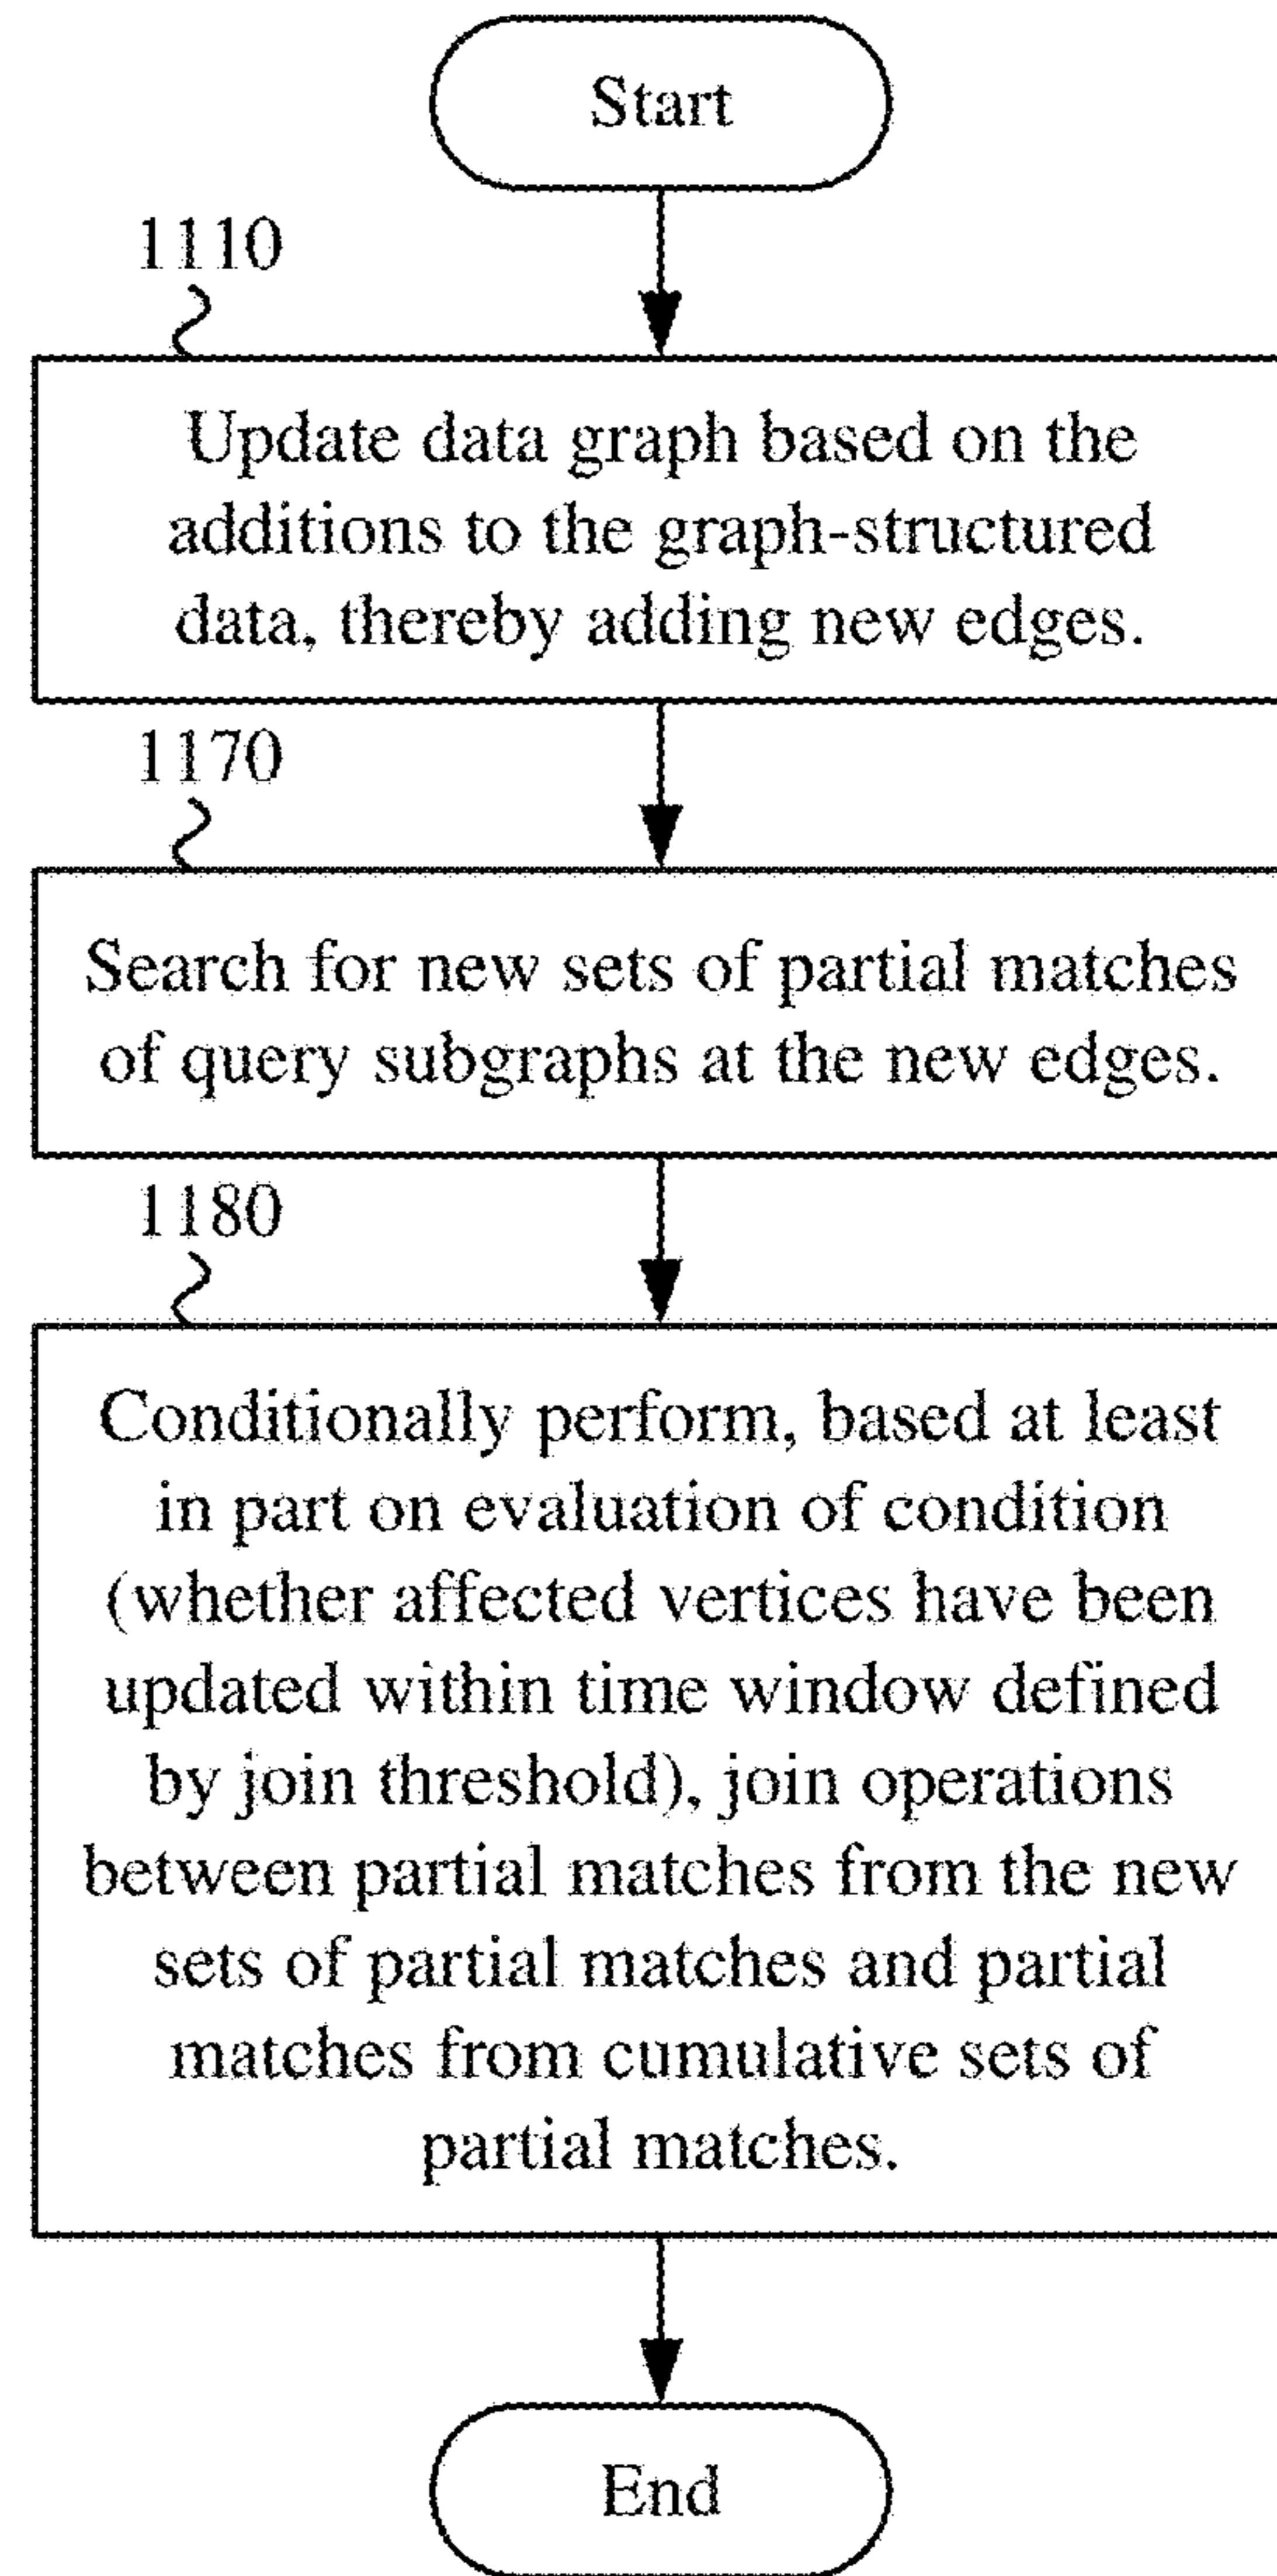 Start
1110
Update data graph based on the
additions to the graph-structured
data, thereby adding new edges.
1170
Search for new sets of partial matches
of query subgraphs at the new edges.
1180
Conditionally perform, based at least
in part on evaluation of condition
(whether affected vertices have been
updated within time window defined
by join threshold), join operations
between partial matches from the new
sets of partial matches and partial
matches from cumulative sets of
partial matches.
End